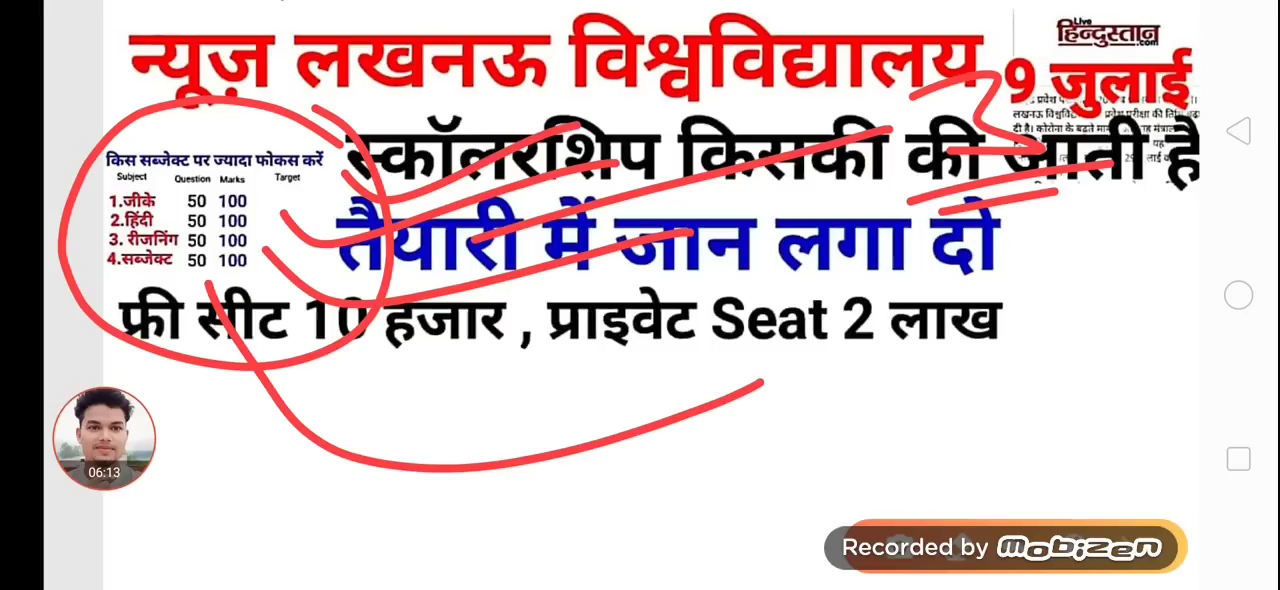 न्यूज़ लखनऊ विश्वविद्यालय
Live
हिन्दुस्तान
.com
9 जुलाई
स्कॉलरशिप किसकी की आती है
किस सब्जेक्ट पर ज्यादा फोकस करें
Subject Question Marks Target
1.जीके 50 100
2.हिंदी 50 100
3. रीजनिंग 50 100
4.सब्जेक्ट 50 100
तैयारी में जान लगा दो
फ्री सीट 10 हजार , प्राइवेट Seat 2 लाख
06:13
Recorded by mobizen